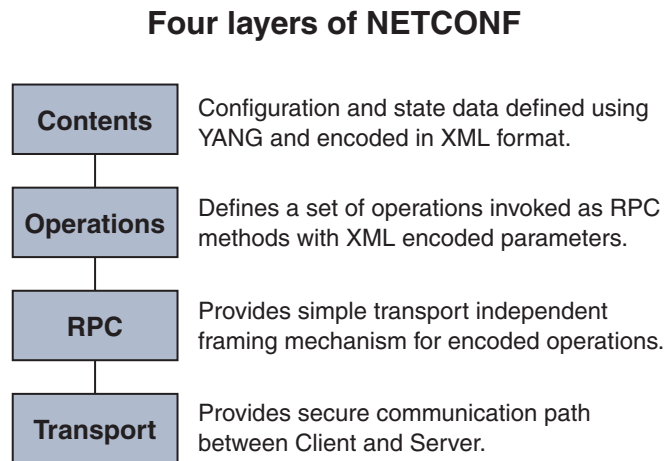 Four layers of NETCONF
Contents
Configuration and state data defined using
YANG and encoded in XML format.
Operations
Defines a set of operations invoked as RPC
methods with XML encoded parameters.
RPC
Provides simple transport independent
framing mechanism for encoded operations.
Transport
Provides secure communication path
between Client and Server.